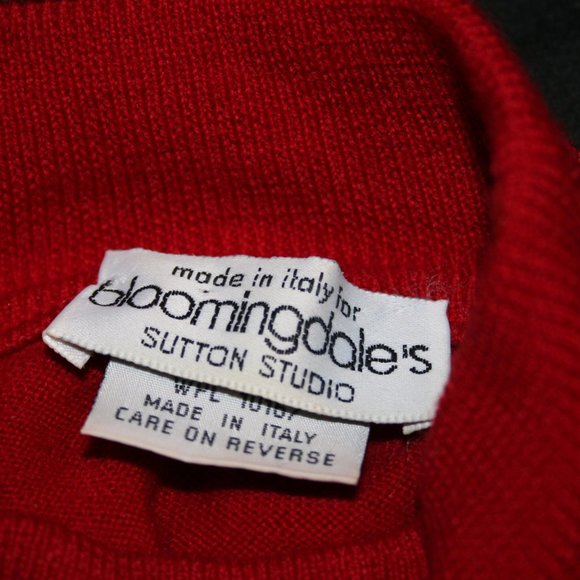 made in italy for
bloomingdale's
SUTTON STUDIO
WPL
MADE IN ITALY
CARE ON REVERSE